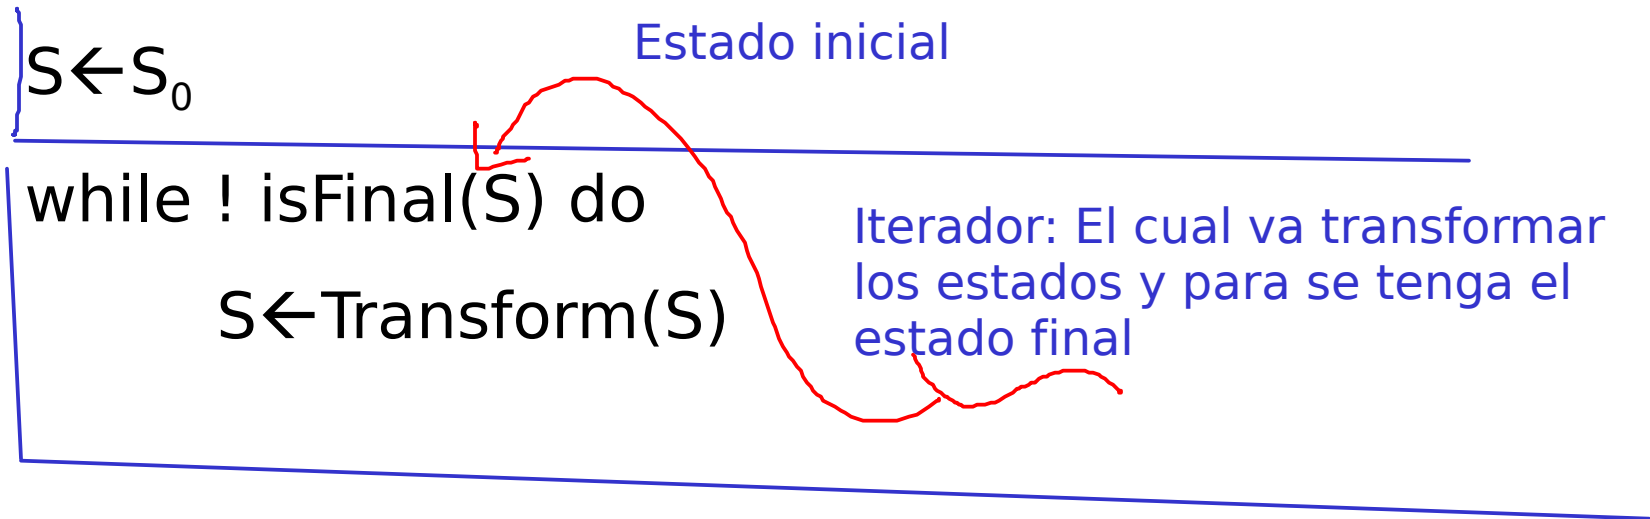 Estado inicial
S←S₀
while ! isFinal(S) do
S←Transform(S)
Iterador: El cual va transformar
los estados y para se tenga el
estado final